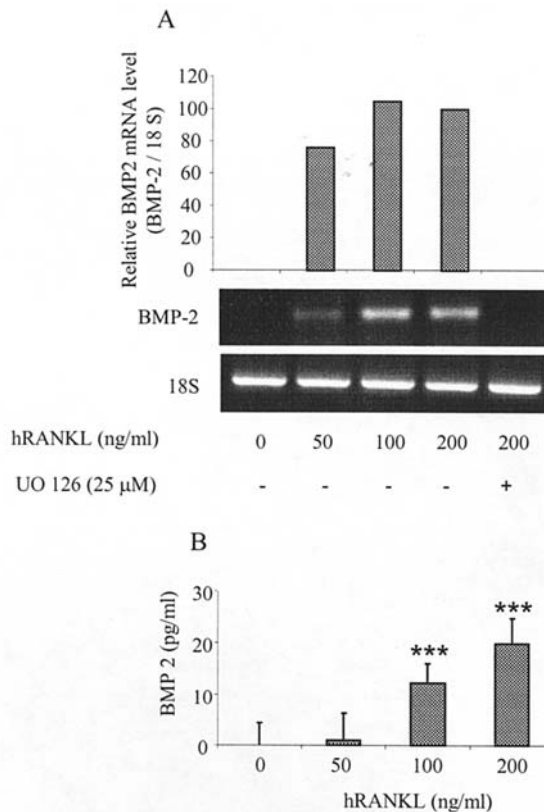 A
Relative BMP2 mRNA level
(BMP-2 / 18 S)
120
100
80
60
40
20
0
BMP-2
18S
hRANKL (ng/ml) 0 50 100 200 200
UO 126 (25 μM) - - - - +
B
BMP 2 (pg/ml)
30
20
10
0
*** ***
0 50 100 200
hRANKL (ng/ml)